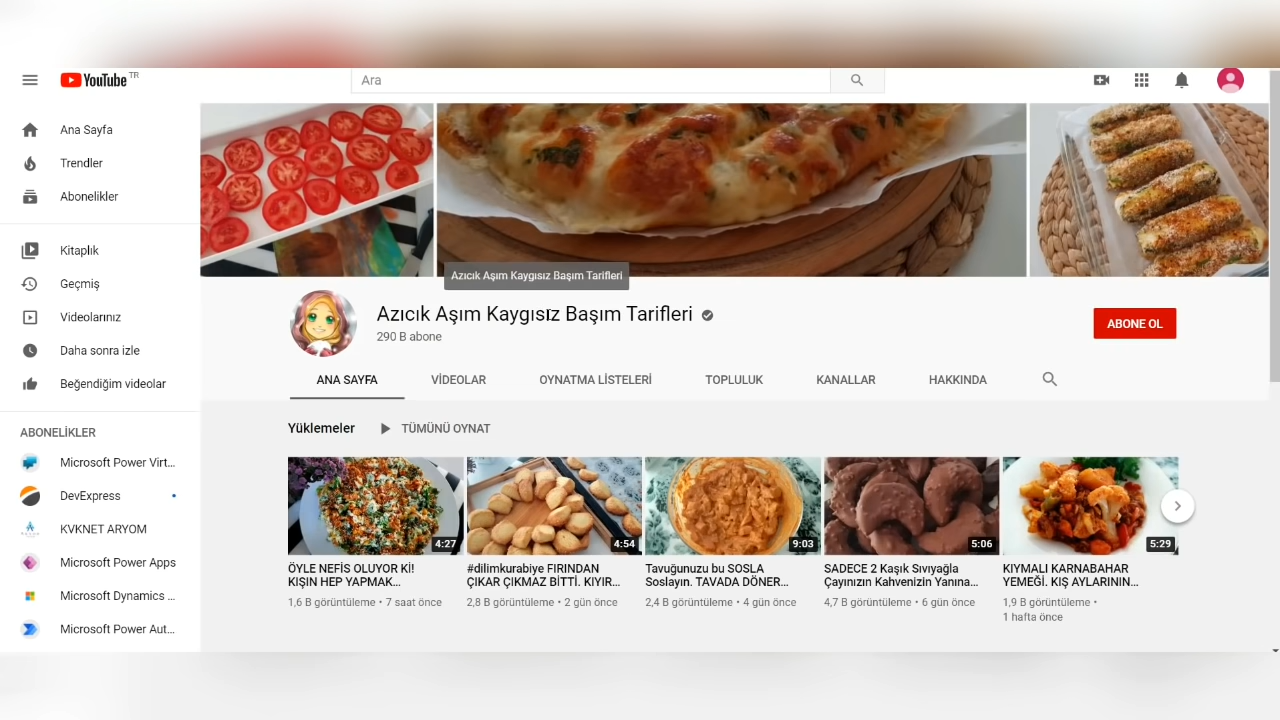 YouTube TR
Ara
Ana Sayfa
Trendler
Abonelikler
Kitaplık
Geçmiş
Videolarınız
Daha sonra izle
Beğendiğim videolar
ABONELİKLER
Microsoft Power Virt...
DevExpress
KVKNET ARYOM
Microsoft Power Apps
Microsoft Dynamics ...
Microsoft Power Aut...
Azıcık Aşım Kaygısız Başım Tarifleri
Azıcık Aşım Kaygısız Başım Tarifleri
290 B abone
ABONE OL
ANA SAYFA
VİDEOLAR
OYNATMA LİSTELERİ
TOPLULUK
KANALLAR
HAKKINDA
Yüklemeler
TÜMÜNÜ OYNAT
4:27
ÖYLE NEFİS OLUYOR Kİ!
KIŞIN HEP YAPMAK...
1,6 B görüntüleme • 7 saat önce
4:54
#dilimkurabiye FIRINDAN
ÇIKAR ÇIKMAZ BİTTİ. KIYIR...
2,8 B görüntüleme • 2 gün önce
9:03
Tavuğunuzu bu SOSLA
Soslayın. TAVADA DÖNER...
2,4 B görüntüleme • 4 gün önce
5:06
SADECE 2 Kaşık Sıvıyağla
Çayınızın Kahvenizin Yanına...
4,7 B görüntüleme • 6 gün önce
5:29
KIYMALI KARNABAHAR
YEMEĞİ. KIŞ AYLARININ...
1,9 B görüntüleme •
1 hafta önce